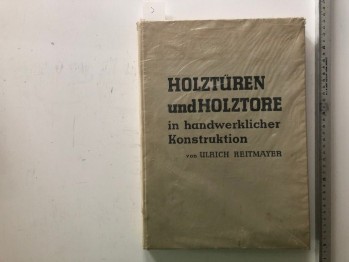 HOLZTÜREN
und HOLZTORE
in handwerklicher
Konstruktion
von ULRICH REITMAYER